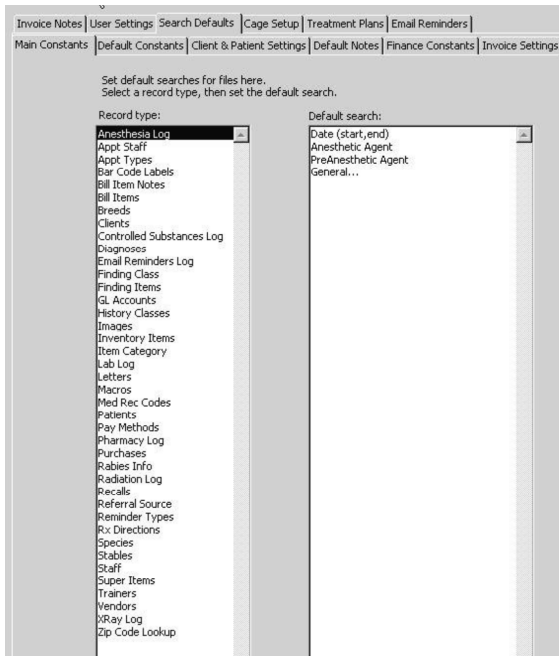 Invoice Notes User Settings Search Defaults Cage Setup Treatment Plans Email Reminders
Main Constants Default Constants Client & Patient Settings Default Notes Finance Constants Invoice Settings
Set default searches for files here.
Select a record type, then set the default search.
Record type:
Anesthesia Log
Appt Staff
Appt Types
Bar Code Labels
Bill Item Notes
Bill Items
Breeds
Clients
Controlled Substances Log
Diagnoses
Email Reminders Log
Finding Class
Finding Items
GL Accounts
History Classes
Images
Inventory Items
Item Category
Lab Log
Letters
Macros
Med Rec Codes
Patients
Pay Methods
Pharmacy Log
Purchases
Rabies Info
Radiation Log
Recalls
Referral Source
Reminder Types
Rx Directions
Species
Stables
Staff
Super Items
Trainers
Vendors
XRay Log
Zip Code Lookup
Default search:
Date (start,end)
Anesthetic Agent
PreAnesthetic Agent
General...